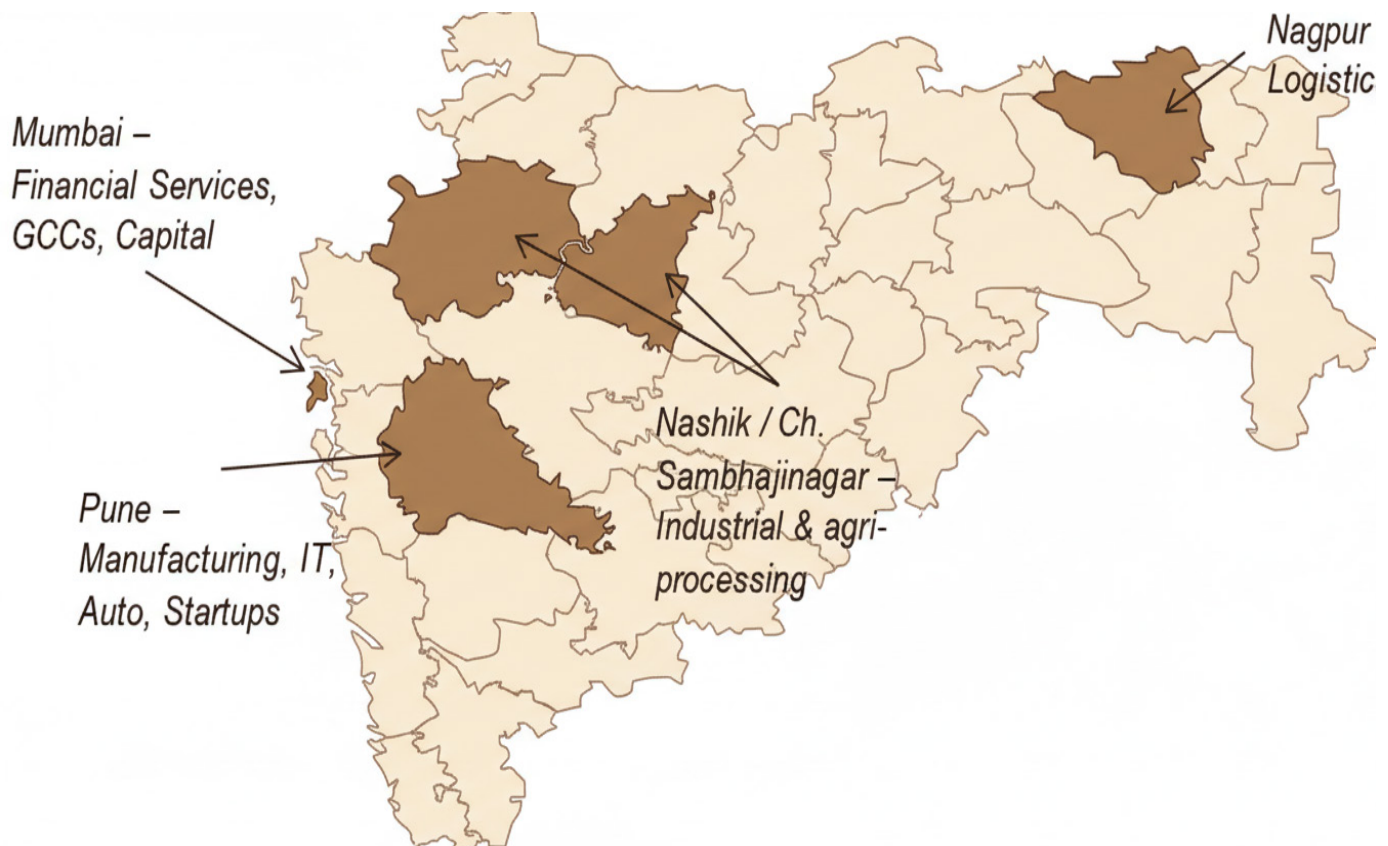 Nagpur
Logistic
Mumbai –
Financial Services,
GCCs, Capital
Nashik / Ch.
Sambhajinagar –
Industrial & agri-
processing
Pune –
Manufacturing, IT,
Auto, Startups